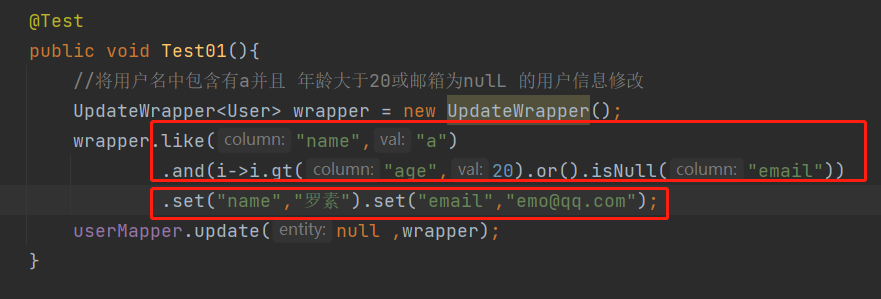 @Test
public void Test01(){
//将用户名中包含有a并且 年龄大于20或邮箱为nulL 的用户信息修改
UpdateWrapper<User> wrapper = new UpdateWrapper();
wrapper.like( column: "name", val: "a")
.and(i->i.gt( column: "age", val: 20).or().isNull( column: "email"))
.set("name","罗素").set("email","emo@qq.com");
userMapper.update( entity: null ,wrapper);
}